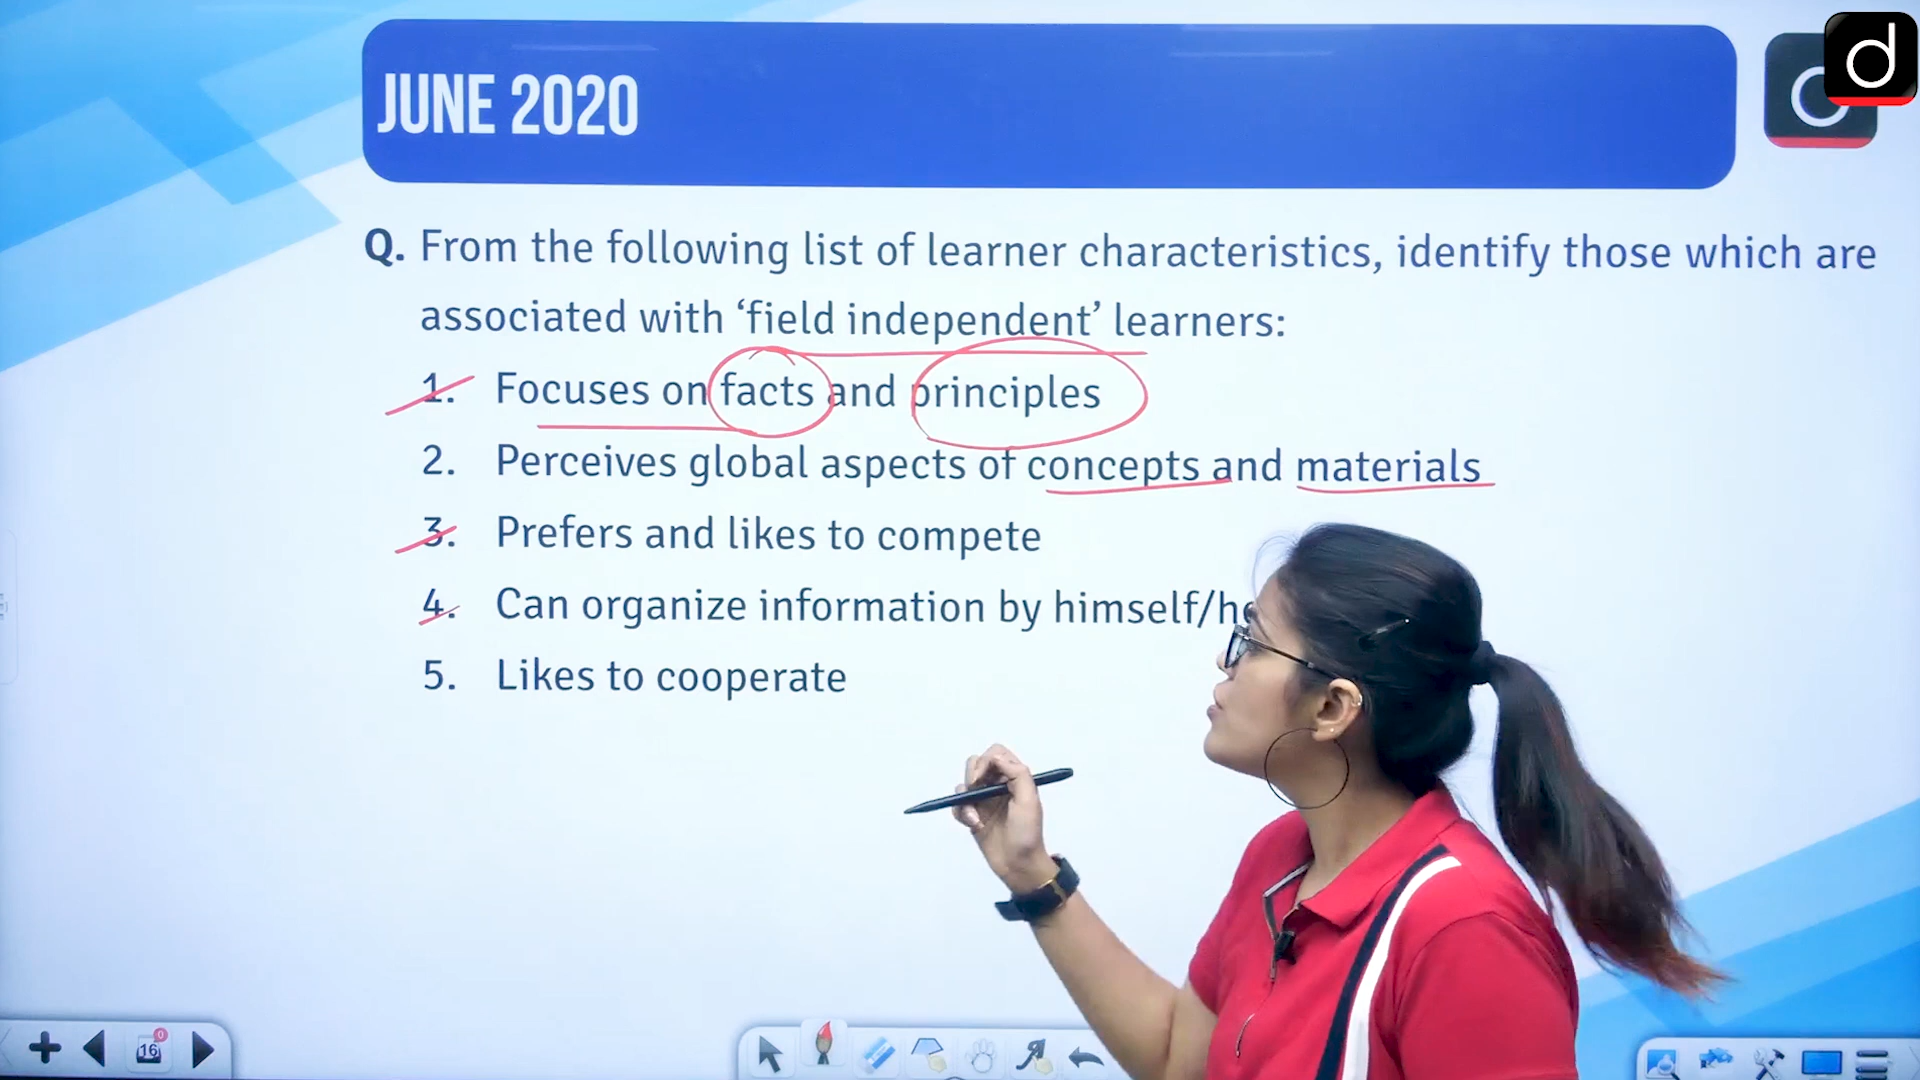 JUNE 2020
Q. From the following list of learner characteristics, identify those which are
associated with ‘field independent’ learners:
1. Focuses on facts and principles
2. Perceives global aspects of concepts and materials
3. Prefers and likes to compete
4. Can organize information by himself/he
5. Likes to cooperate
d
16
0